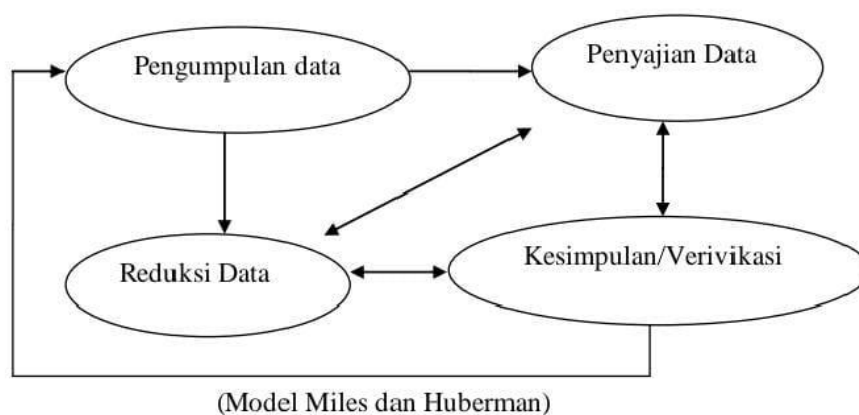 Pengumpulan data
Penyajian Data
Reduksi Data
Kesimpulan/Verivikasi
(Model Miles dan Huberman)